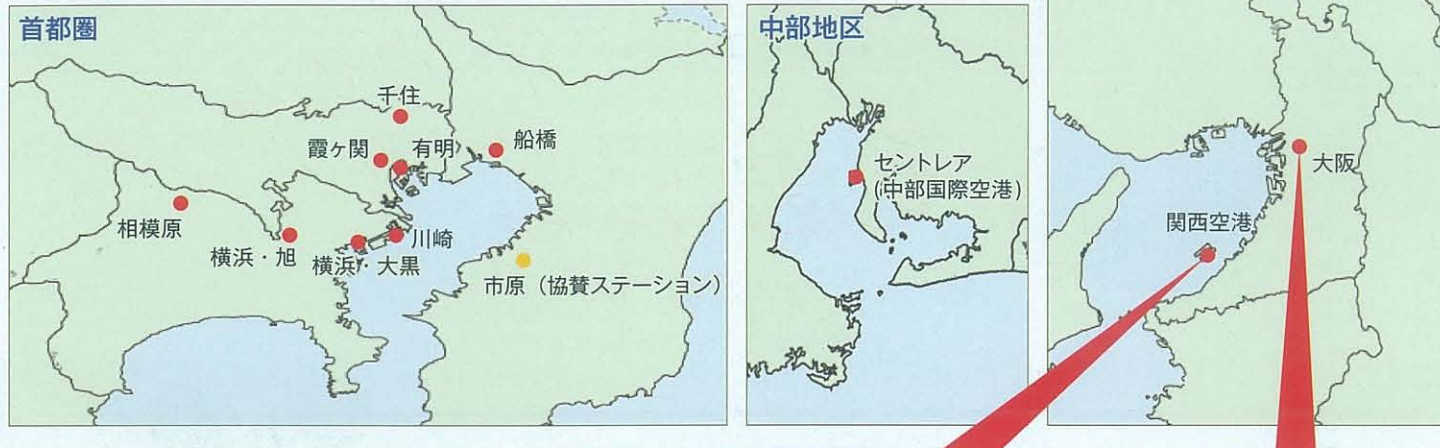 首都圏
千住
霞ヶ関
有明
船橋
相模原
横浜・旭
横浜・大黒
川崎
市原（協賛ステーション）
中部地区
セントレア
(中部国際空港)
大阪
関西空港